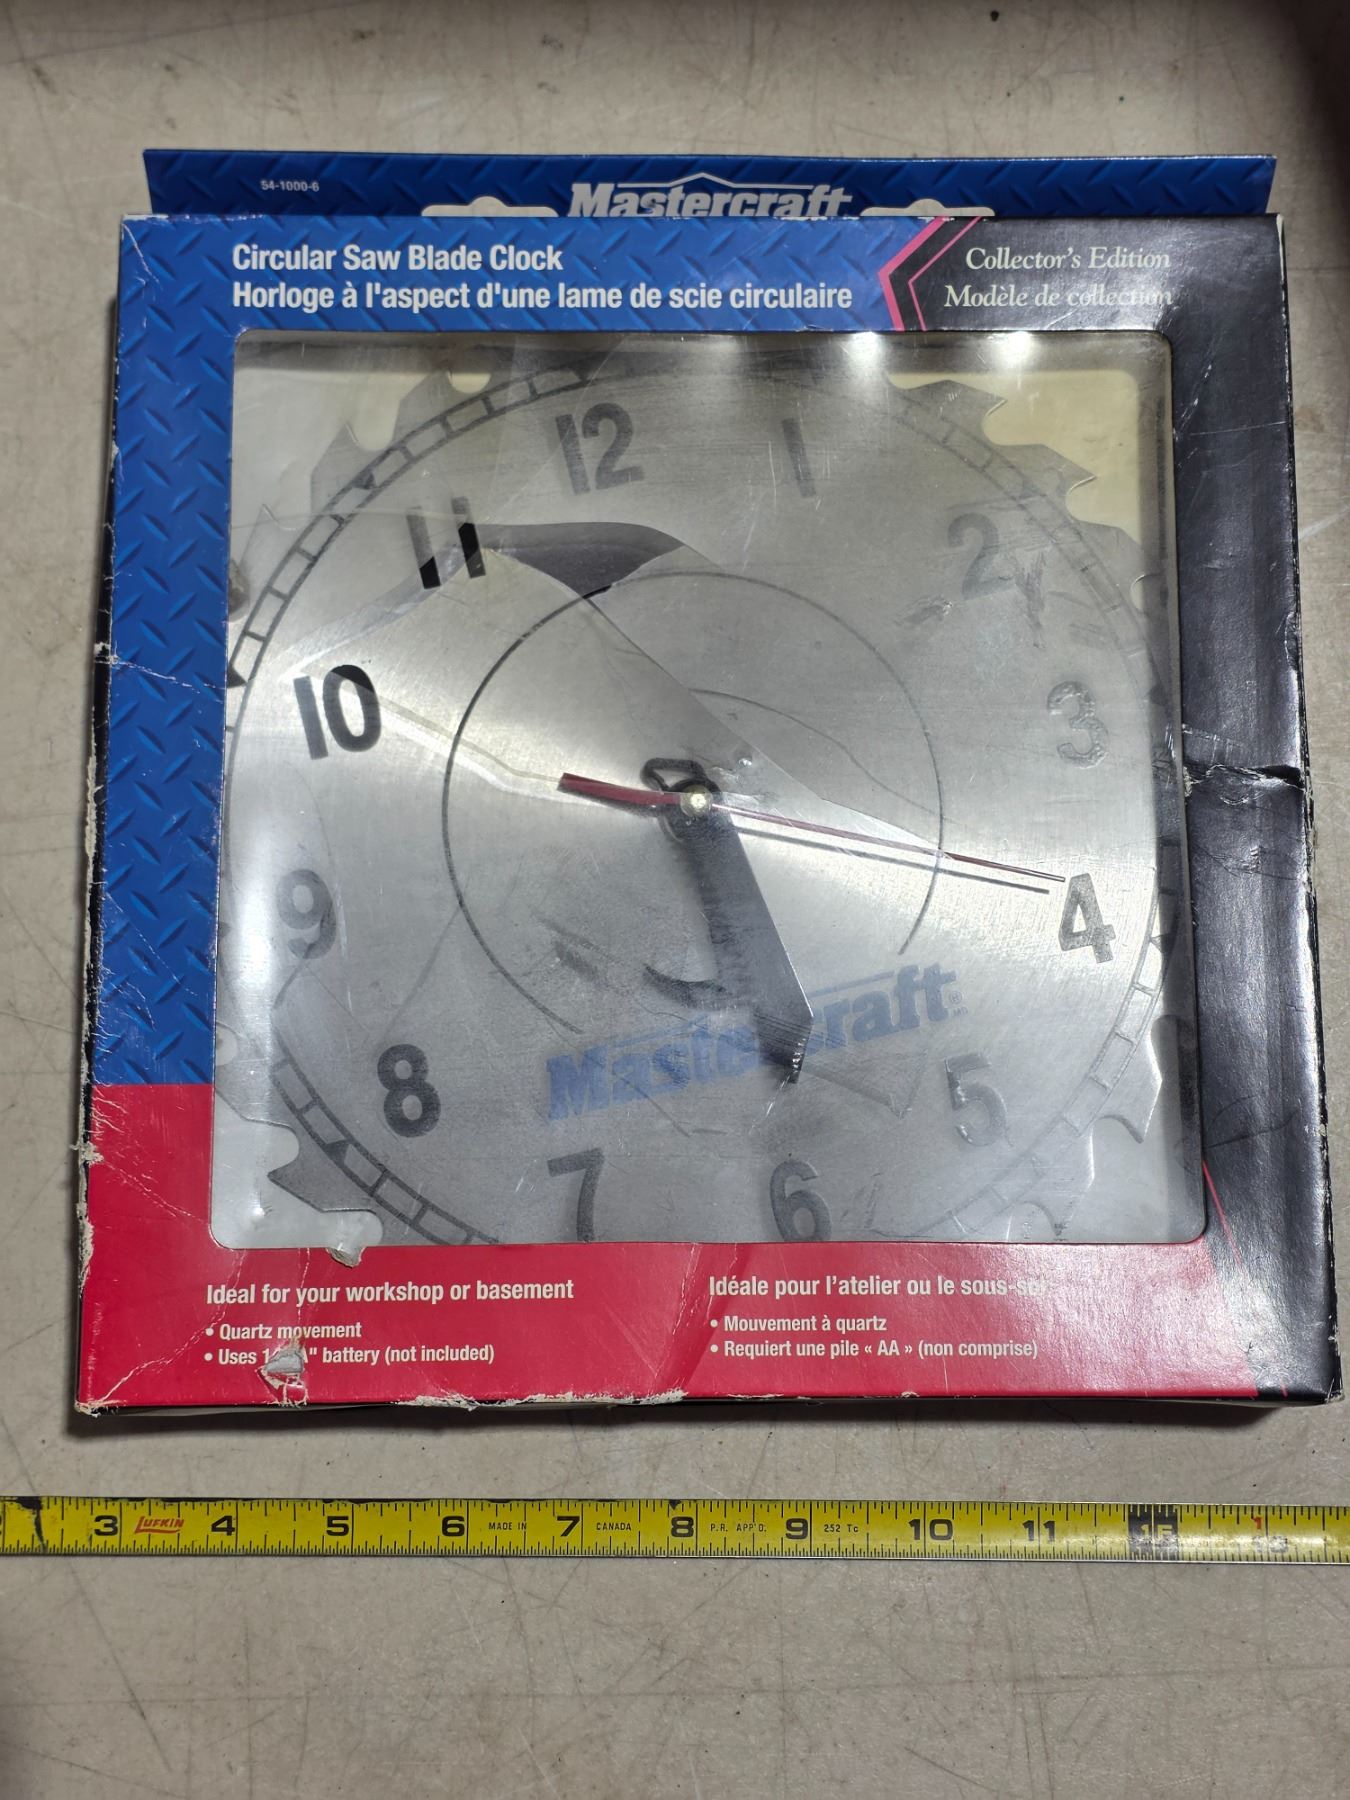 54-1000-6
Mastercraft
Circular Saw Blade Clock
Horloge à l'aspect d'une lame de scie circulaire
Collector's Edition
Modèle de collection
12
1
11
2
10
3
9
4
Mastercraft
8
5
7
6
Ideal for your workshop or basement
• Quartz movement
• Uses 1 " battery (not included)
Idéale pour l'atelier ou le sous-sol
• Mouvement à quartz
• Requiert une pile « AA » (non comprise)
3 LUFKIN 4 5 6 MADE IN 7 CANADA 8 P.R. APP'D. 9 252 Tc 10 11